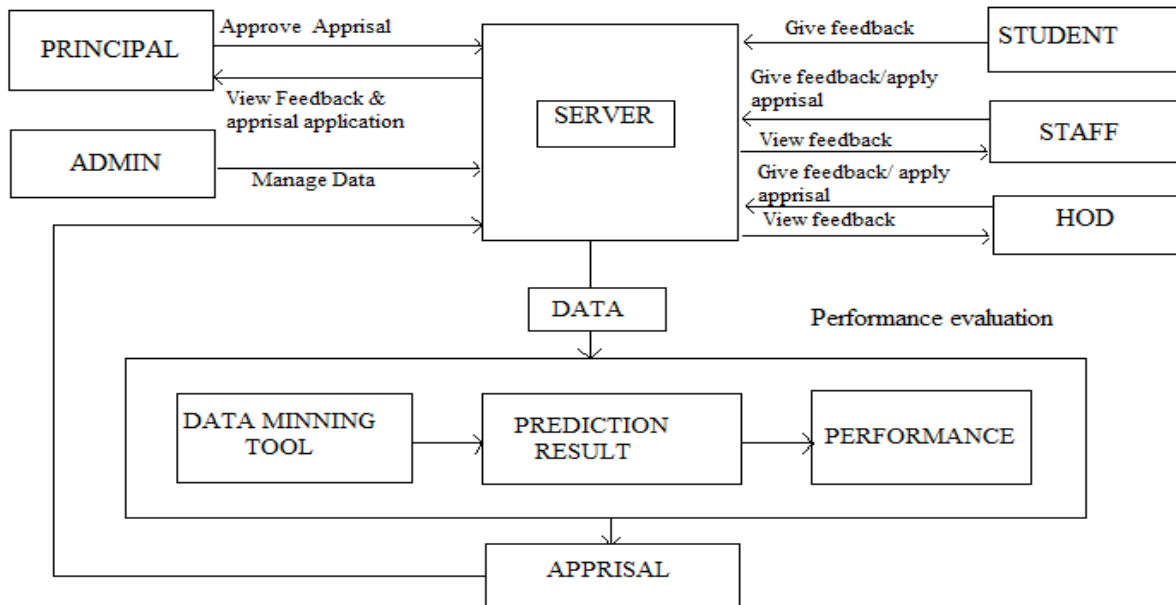 PRINCIPAL
Approve Apprisal
View Feedback &
apprisal application
ADMIN
Manage Data
SERVER
Give feedback
STUDENT
Give feedback/apply
apprisal
STAFF
View feedback
Give feedback/ apply
apprisal
HOD
View feedback
DATA
Performance evaluation
DATA MINNING
TOOL
PREDICTION
RESULT
PERFORMANCE
APPRISAL